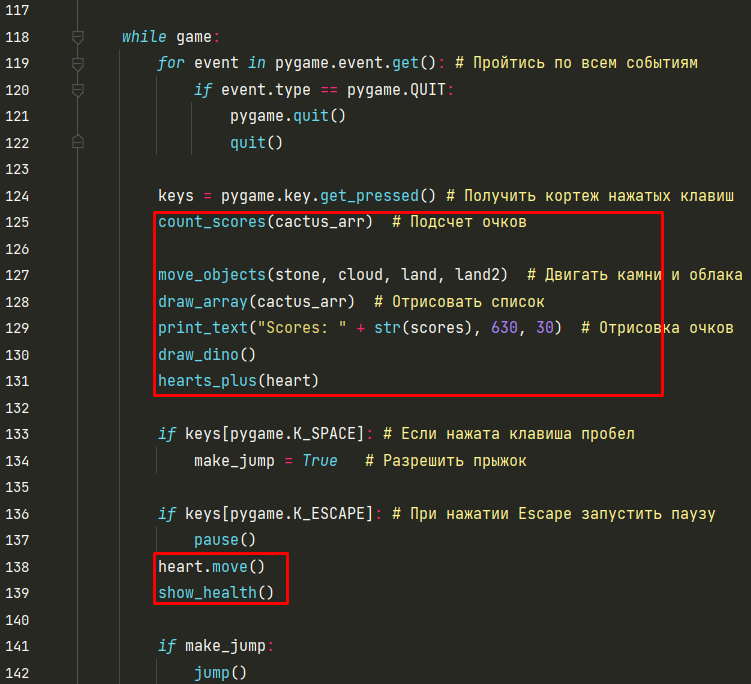 117
118 while game:
119 for event in pygame.event.get(): # Пройтись по всем событиям
120 if event.type == pygame.QUIT:
121 pygame.quit()
122 quit()
123
124 keys = pygame.key.get_pressed() # Получить кортеж нажатых клавиш
125 count_scores(cactus_arr)  # Подсчет очков
126
127 move_objects(stone, cloud, land, land2)  # Двигать камни и облака
128 draw_array(cactus_arr)  # Отрисовать список
129 print_text("Scores: " + str(scores), 630, 30)  # Отрисовка очков
130 draw_dino()
131 hearts_plus(heart)
132
133 if keys[pygame.K_SPACE]: # Если нажата клавиша пробел
134 make_jump = True   # Разрешить прыжок
135
136 if keys[pygame.K_ESCAPE]: # При нажатии Escape запустить паузу
137 pause()
138 heart.move()
139 show_health()
140
141 if make_jump:
142 jump()